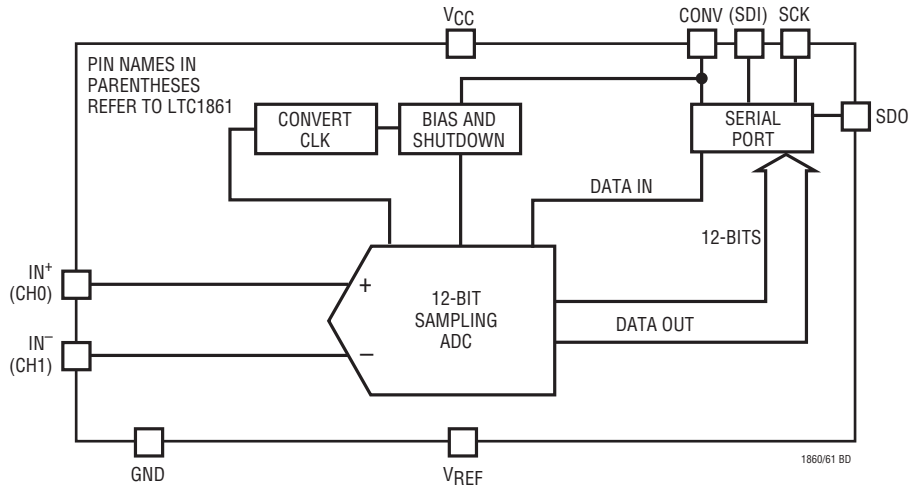 VCC
CONV (SDI) SCK
PIN NAMES IN
PARENTHESES
REFER TO LTC1861
CONVERT
CLK
BIAS AND
SHUTDOWN
SERIAL
PORT
SDO
DATA IN
12-BITS
IN+
(CH0)
+
12-BIT
SAMPLING
ADC
DATA OUT
IN−
(CH1)
−
GND
VREF
1860/61 BD